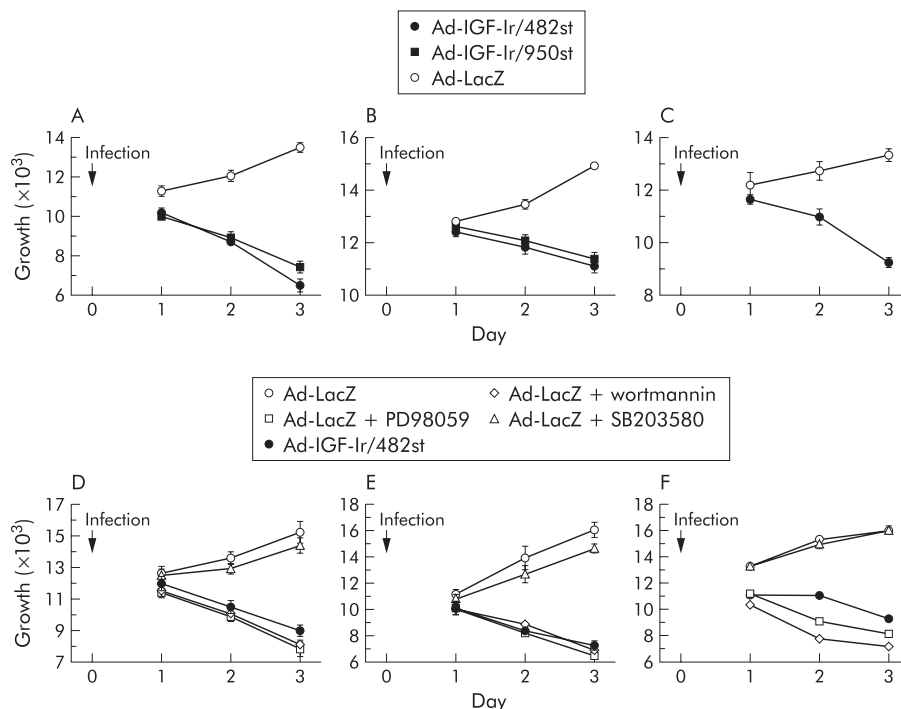 Ad-IGF-Ir/482st
Ad-IGF-Ir/950st
Ad-LacZ
A
B
C
Growth (×10³)
14
12
10
8
6
Infection
0
1
2
3
16
14
12
10
Infection
0
1
2
3
Day
14
12
10
8
Infection
0
1
2
3
Ad-LacZ
Ad-LacZ + wortmannin
Ad-LacZ + PD98059
Ad-LacZ + SB203580
Ad-IGF-Ir/482st
D
E
F
Growth (×10³)
17
15
13
11
9
7
Infection
0
1
2
3
18
16
14
12
10
8
6
Infection
0
1
2
3
Day
18
16
14
12
10
8
6
Infection
0
1
2
3